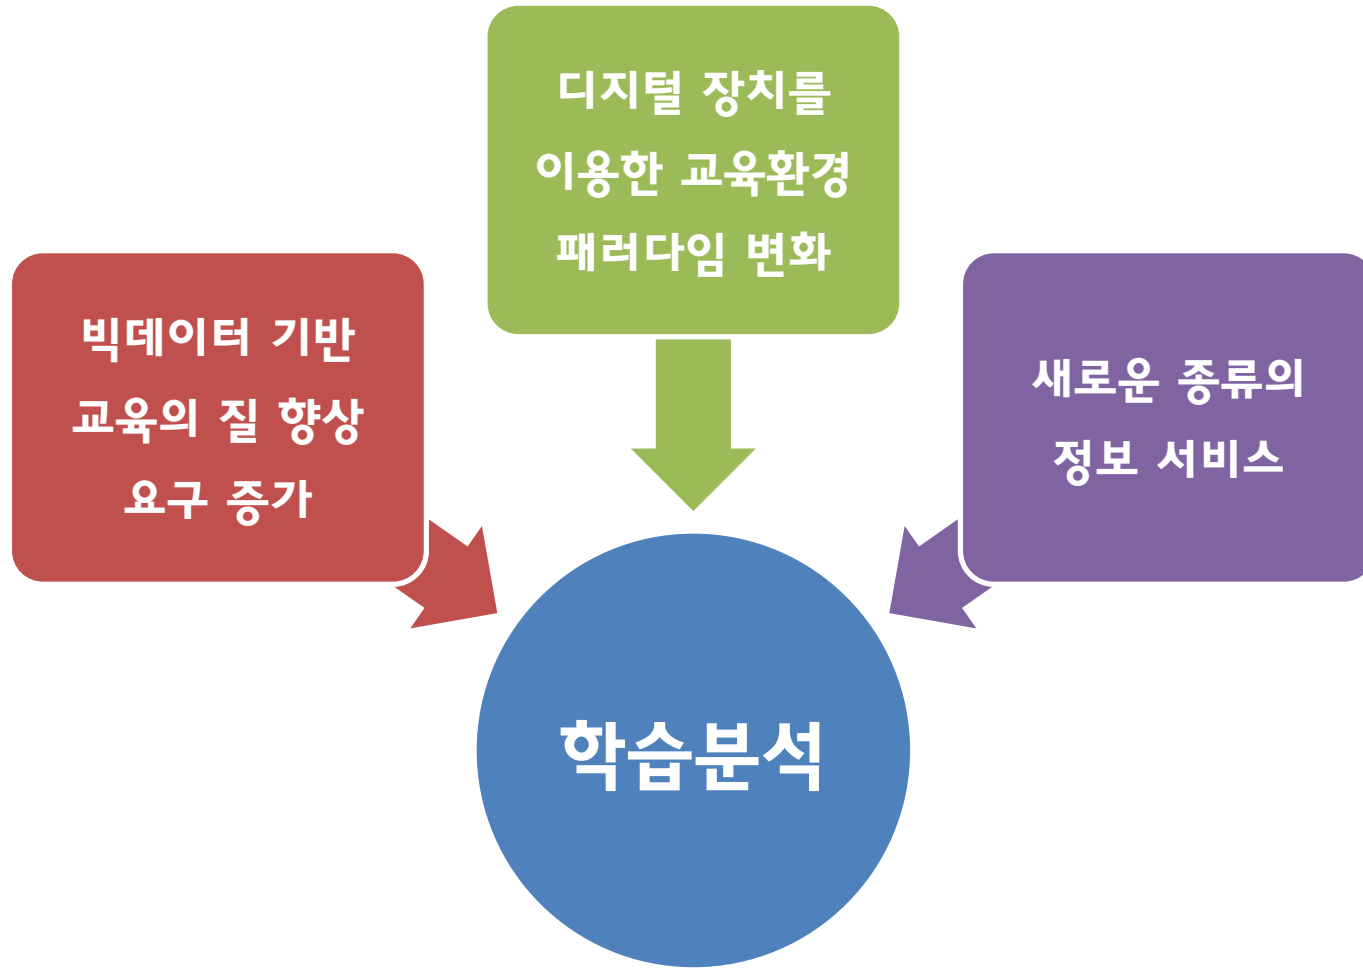 디지털 장치를
이용한 교육환경
패러다임 변화
빅데이터 기반
교육의 질 향상
요구 증가
새로운 종류의
정보 서비스
학습분석